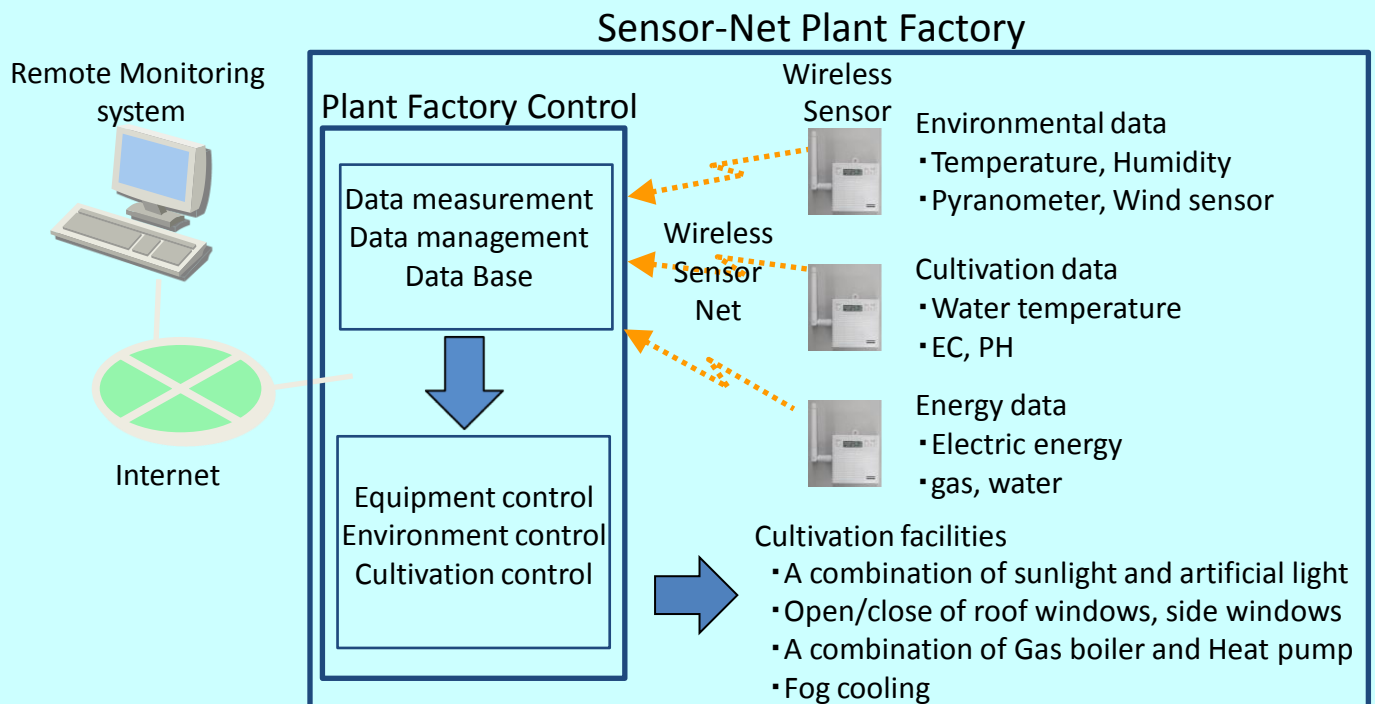 Sensor-Net Plant Factory
Remote Monitoring
system
Internet
Plant Factory Control
Data measurement
Data management
Data Base
Equipment control
Environment control
Cultivation control
Wireless
Sensor
Wireless
Sensor
Net
Environmental data
・Temperature, Humidity
・Pyranometer, Wind sensor
Cultivation data
・Water temperature
・EC, PH
Energy data
・Electric energy
・gas, water
Cultivation facilities
・A combination of sunlight and artificial light
・Open/close of roof windows, side windows
・A combination of Gas boiler and Heat pump
・Fog cooling